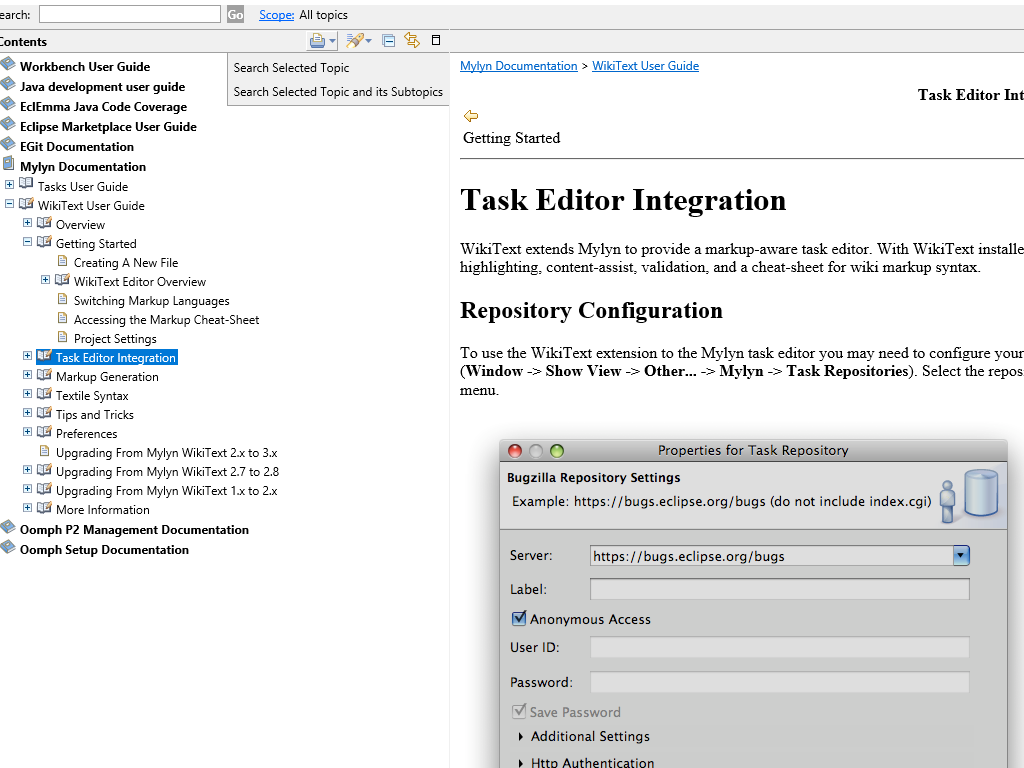 earch:
Go
Scope: All topics
Contents
Workbench User Guide
Java development user guide
EclEmma Java Code Coverage
Eclipse Marketplace User Guide
EGit Documentation
Mylyn Documentation
Tasks User Guide
WikiText User Guide
Overview
Getting Started
Creating A New File
WikiText Editor Overview
Switching Markup Languages
Accessing the Markup Cheat-Sheet
Project Settings
Task Editor Integration
Markup Generation
Textile Syntax
Tips and Tricks
Preferences
Upgrading From Mylyn WikiText 2.x to 3.x
Upgrading From Mylyn WikiText 2.7 to 2.8
Upgrading From Mylyn WikiText 1.x to 2.x
More Information
Oomph P2 Management Documentation
Oomph Setup Documentation
Search Selected Topic
Search Selected Topic and its Subtopics
Mylyn Documentation > WikiText User Guide
Task Editor Int
Getting Started
Task Editor Integration
WikiText extends Mylyn to provide a markup-aware task editor. With WikiText installe
highlighting, content-assist, validation, and a cheat-sheet for wiki markup syntax.
Repository Configuration
To use the WikiText extension to the Mylyn task editor you may need to configure your
(Window -> Show View -> Other... -> Mylyn -> Task Repositories). Select the repos
menu.
Properties for Task Repository
Bugzilla Repository Settings
Example: https://bugs.eclipse.org/bugs (do not include index.cgi)
Server: https://bugs.eclipse.org/bugs
Label:
Anonymous Access
User ID:
Password:
Save Password
Additional Settings
Http Authentication